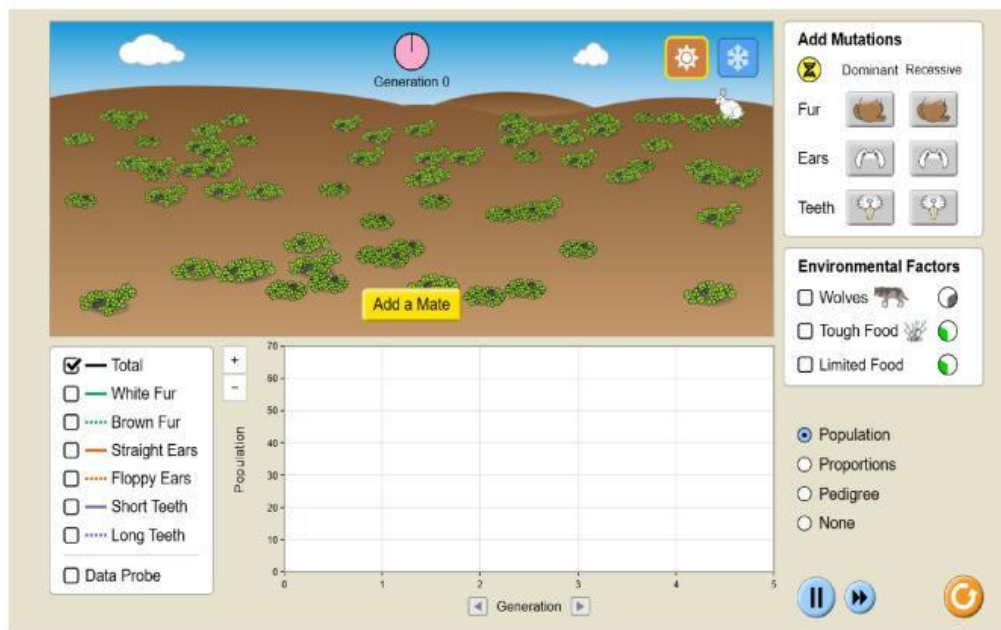 Generation 0
Add a Mate
Add Mutations
Dominant Recessive
Fur
Ears
Teeth
Environmental Factors
Wolves
Tough Food
Limited Food
Total
White Fur
Brown Fur
Straight Ears
Floppy Ears
Short Teeth
Long Teeth
Data Probe
+
−
Population
70
60
50
40
30
20
10
0
0 1 2 3 4 5
Generation
Population
Proportions
Pedigree
None